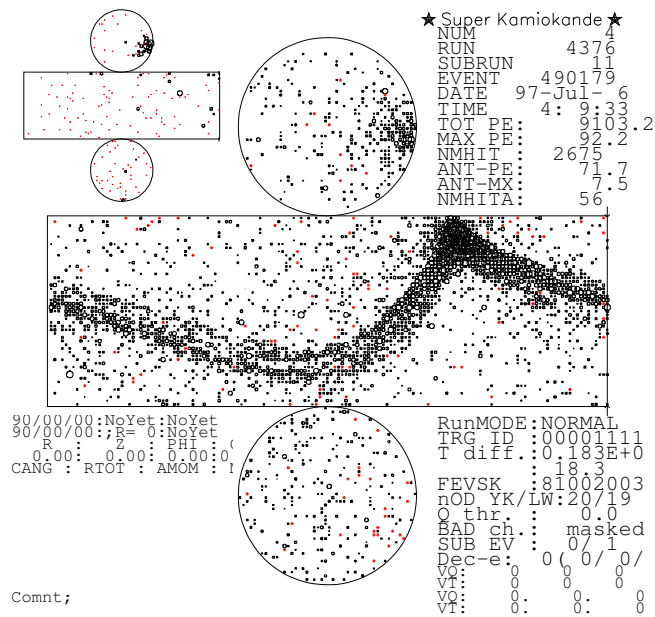 ★ Super Kamiokande ★
NUM 4
RUN 4376
SUBRUN 11
EVENT 490179
DATE 97-Jul- 6
TIME 4: 9:33
TOT PE: 9103.2
MAX PE: 92.2
NMHIT : 2675
ANT-PE: 71.7
ANT-MX: 7.5
NMHITA: 56
90/00/00:NoYet:NoYet
90/00/00:;R= 0:NoYet
R : Z : PHI :
0.00: 0.00: 0.00:0
CANG : RTOT : AMOM :
Comnt;
RunMODE:NORMAL
TRG ID :00001111
T diff.:0.183E+0
: 18.3
FEVSK :81002003
nOD YK/LW:20/19
Q thr. : 0.0
BAD ch.: masked
SUB EV : 0/ 1
Dec-e: 0( 0/ 0/
VQ: 0 0 0
VT: 0 0 0
VQ: 0. 0. 0
VT: 0. 0. 0